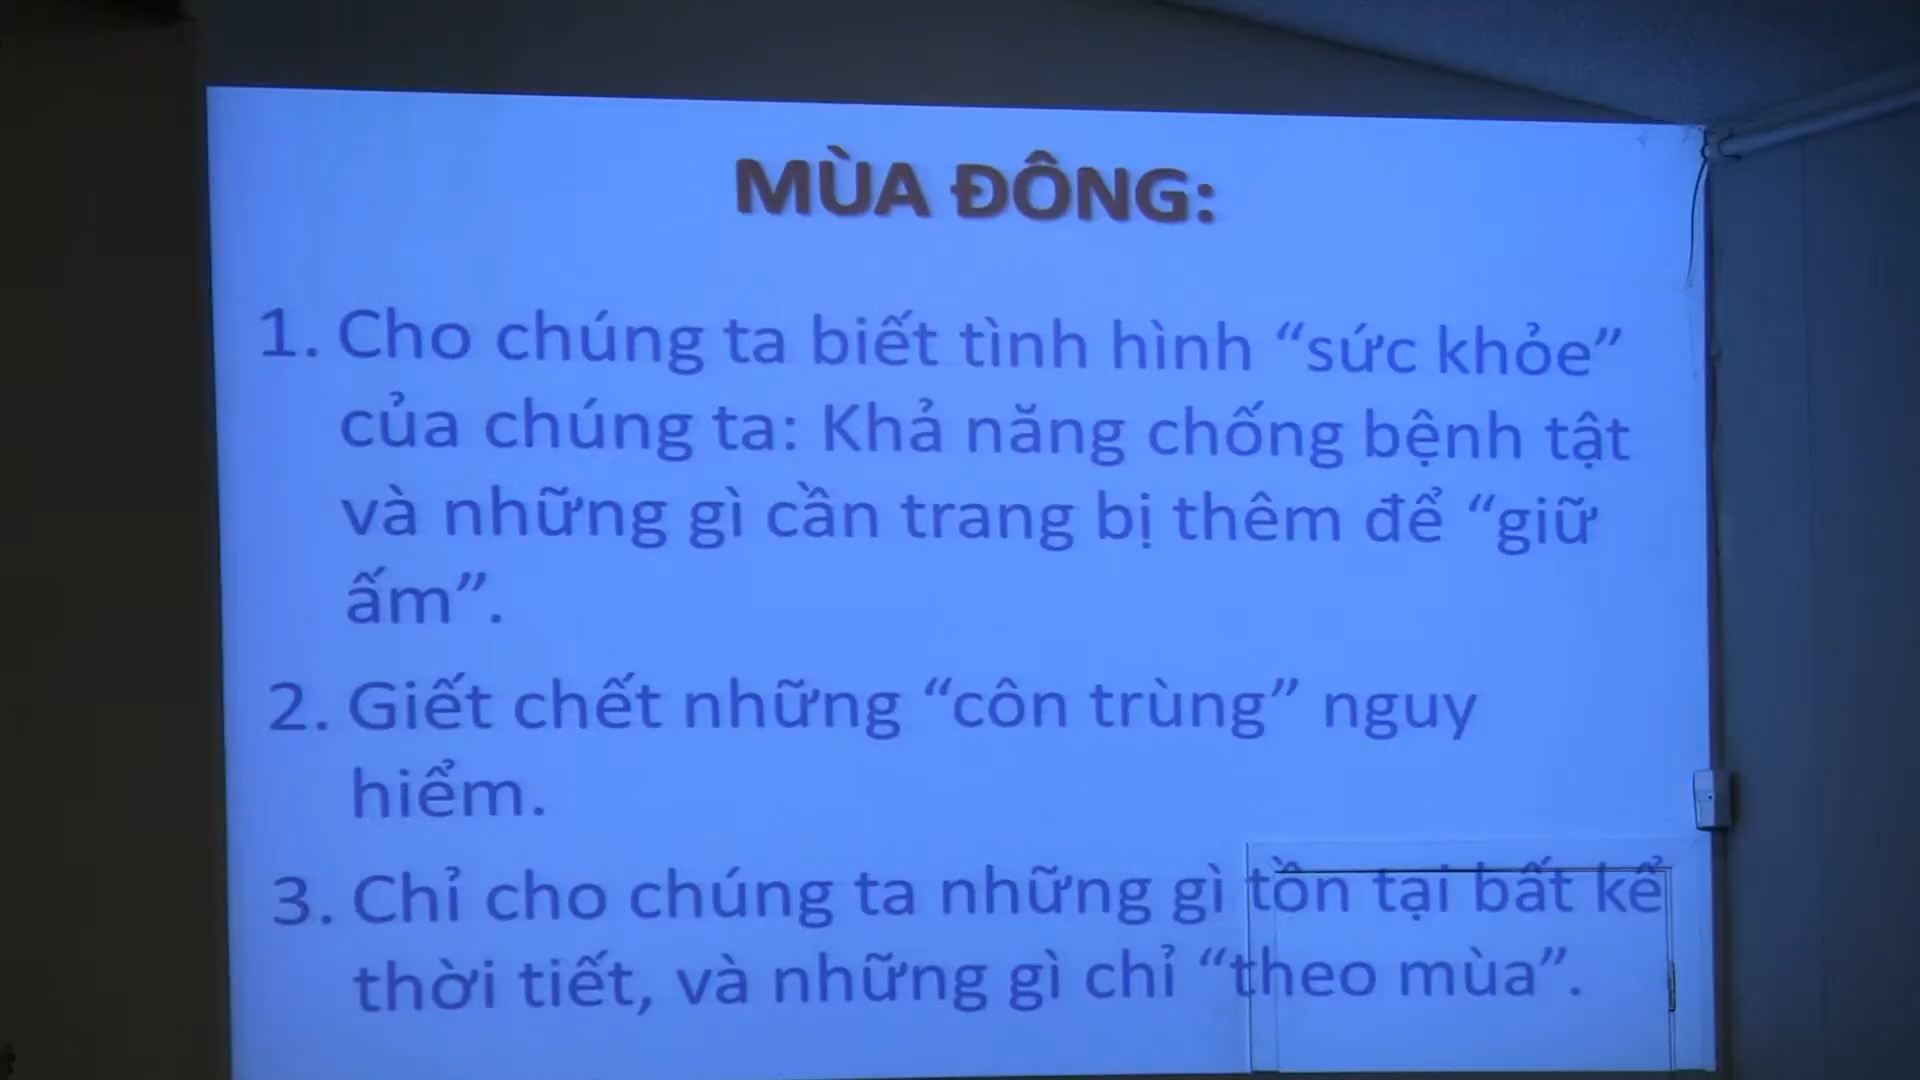 MÙA ĐÔNG:
1. Cho chúng ta biết tình hình “sức khỏe”
của chúng ta: Khả năng chống bệnh tật
và những gì cần trang bị thêm để “giữ
ấm”.
2. Giết chết những “côn trùng” nguy
hiểm.
3. Chỉ cho chúng ta những gì tồn tại bất kể
thời tiết, và những gì chỉ “theo mùa”.